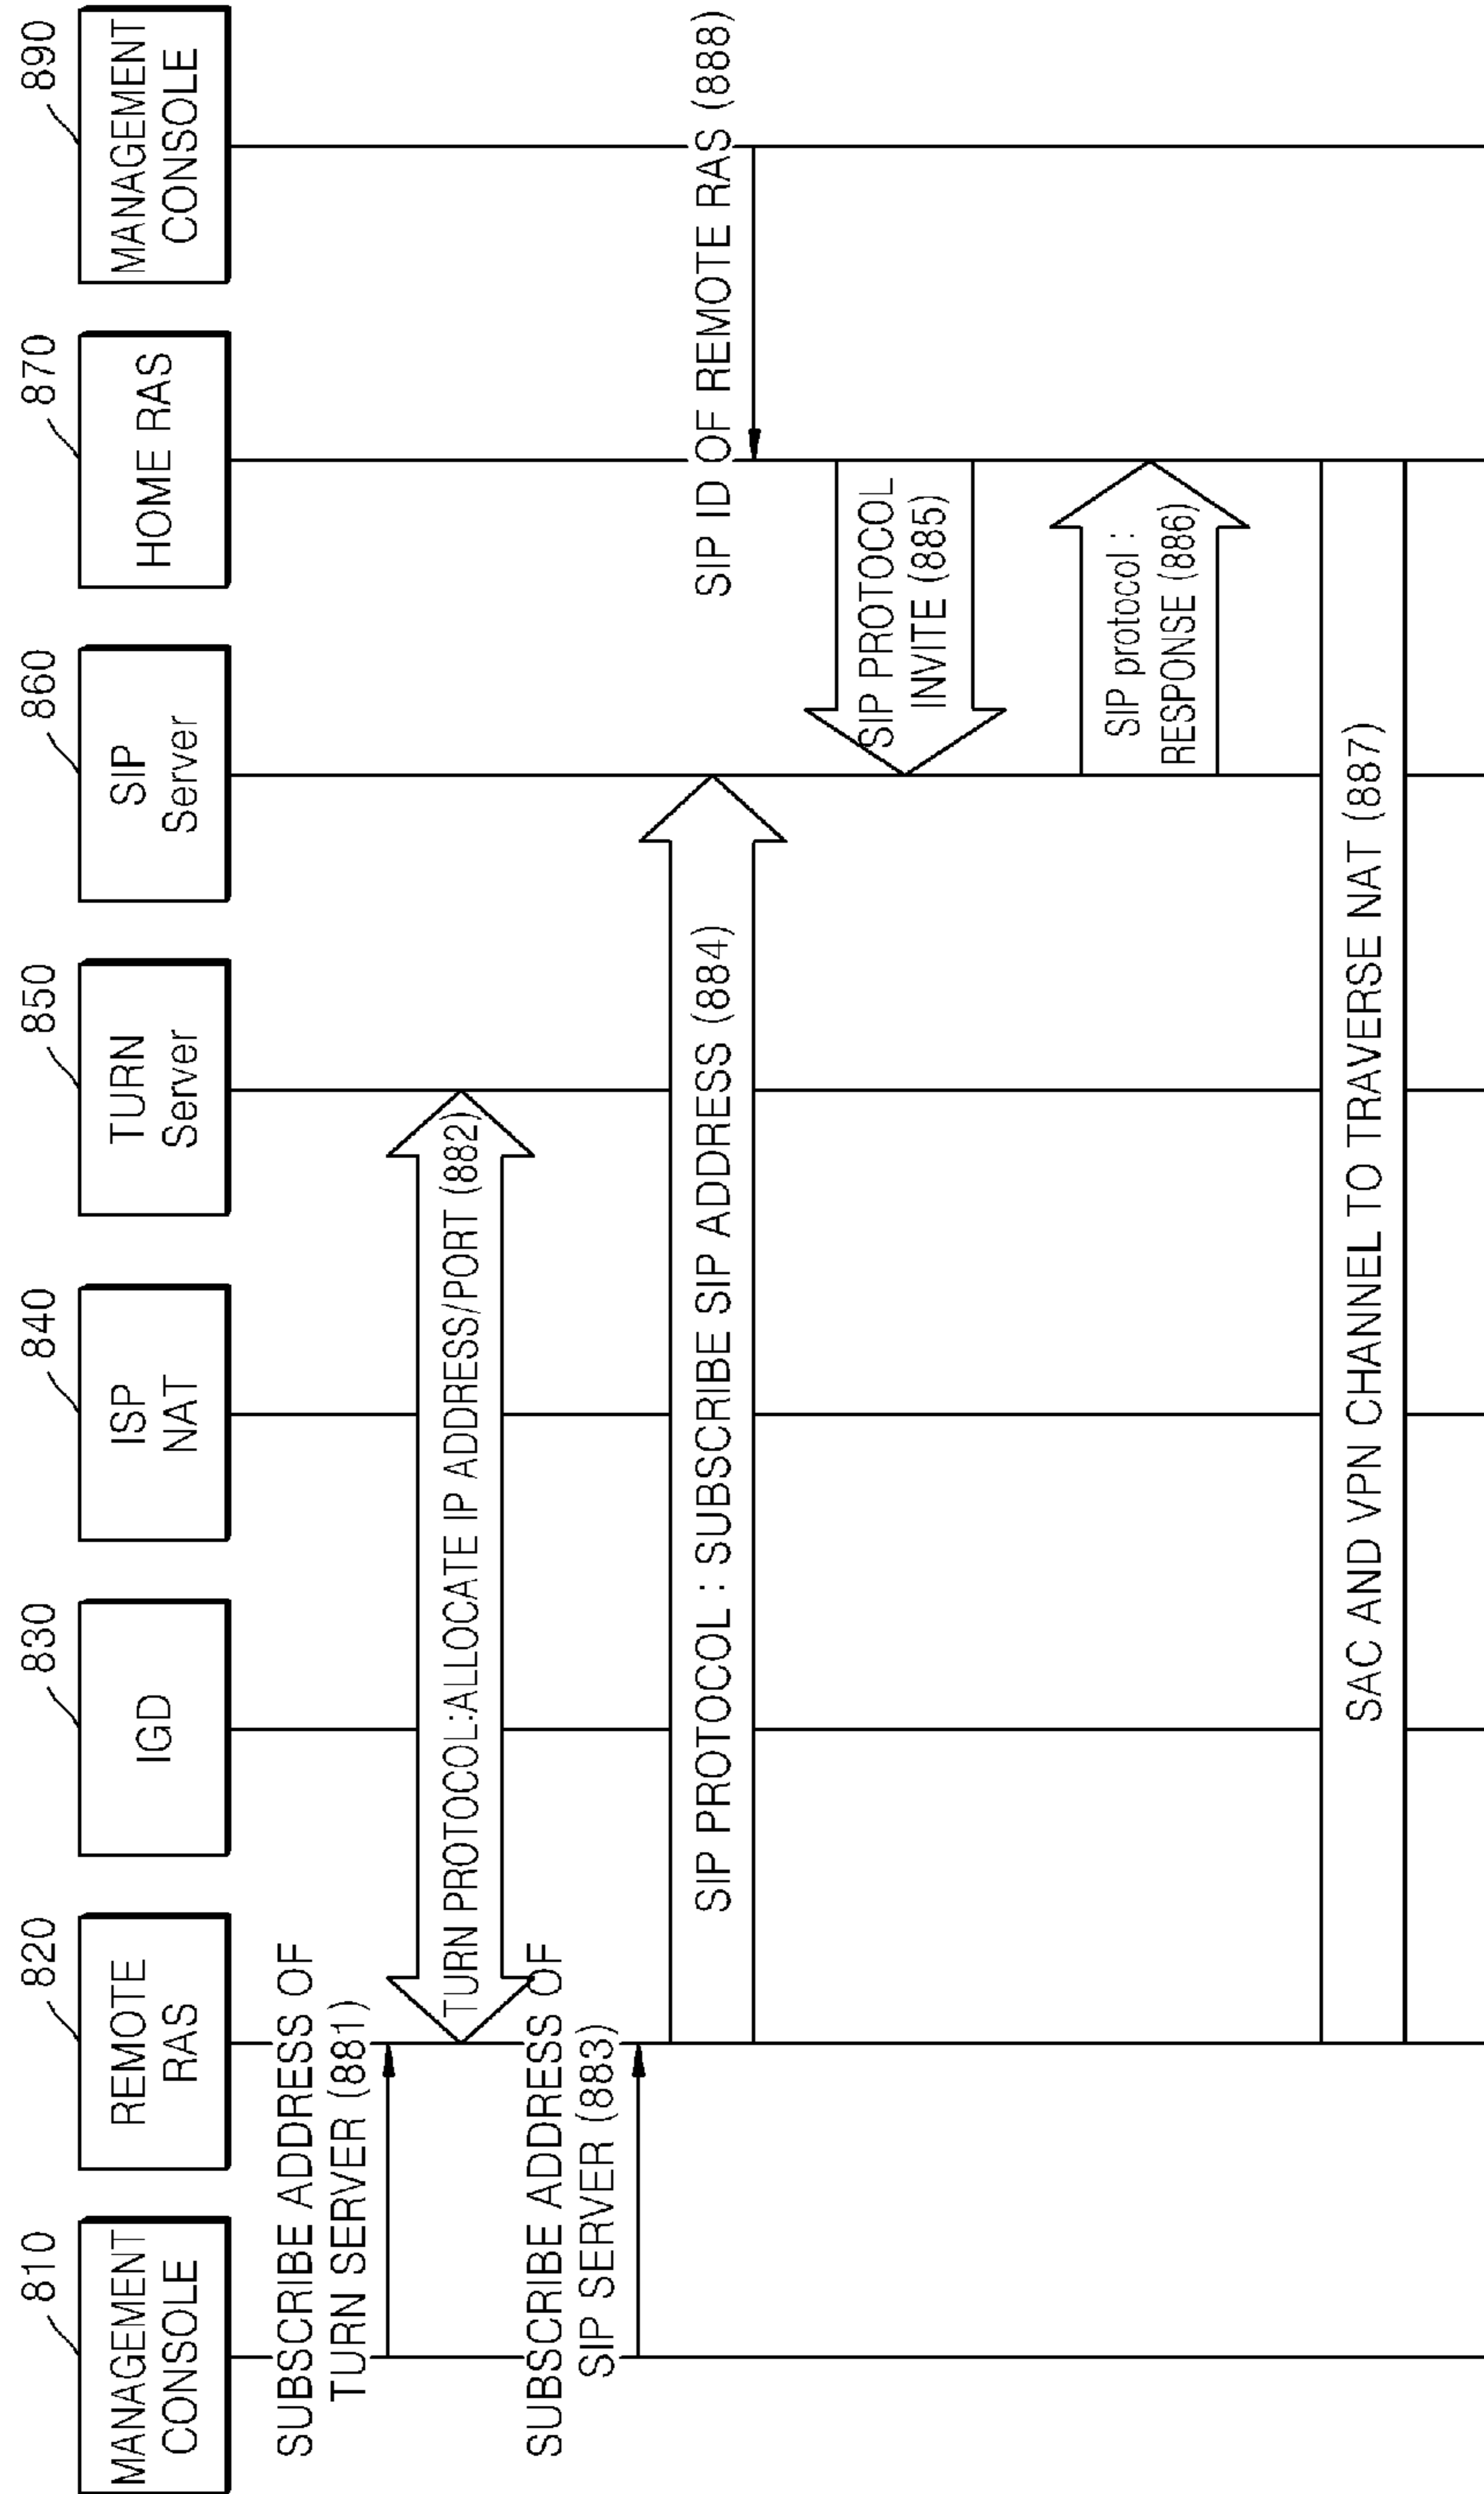 810
MANAGEMENT
CONSOLE
820
REMOTE
RAS
830
IGD
840
ISP
NAT
850
TURN
Server
860
SIP
Server
870
HOME RAS
890
MANAGEMENT
CONSOLE
SUBSCRIBE ADDRESS OF
TURN SERVER (881)
TURN PROTOCOL:ALLOCATE IP ADDRESS/PORT (882)
SUBSCRIBE ADDRESS OF
SIP SERVER (883)
SIP PROTOCOL : SUBSCRIBE SIP ADDRESS (884)
SIP ID OF REMOTE RAS (888)
SIP PROTOCOL
INVITE (885)
SIP protocol :
RESPONSE (886)
SAC AND VPN CHANNEL TO TRAVERSE NAT (887)